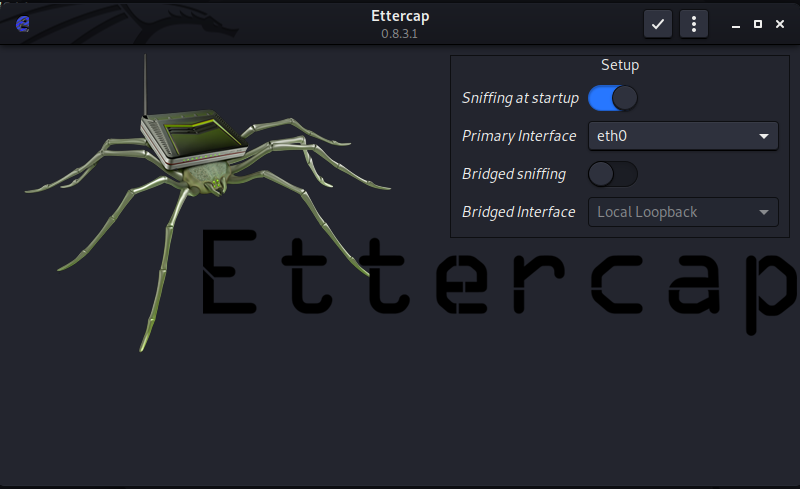 Ettercap
0.8.3.1
Setup
Sniffing at startup
Primary Interface eth0
Bridged sniffing
Bridged Interface Local Loopback
Ettercap